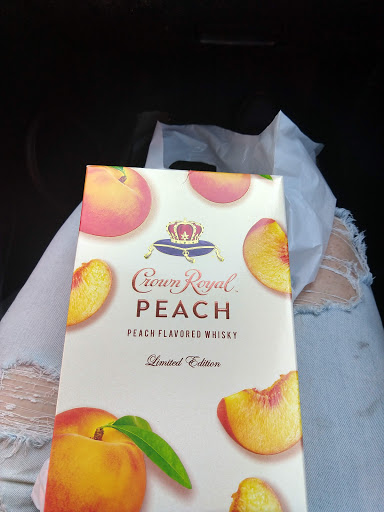 Crown Royal
PEACH
PEACH FLAVORED WHISKY
Limited Edition